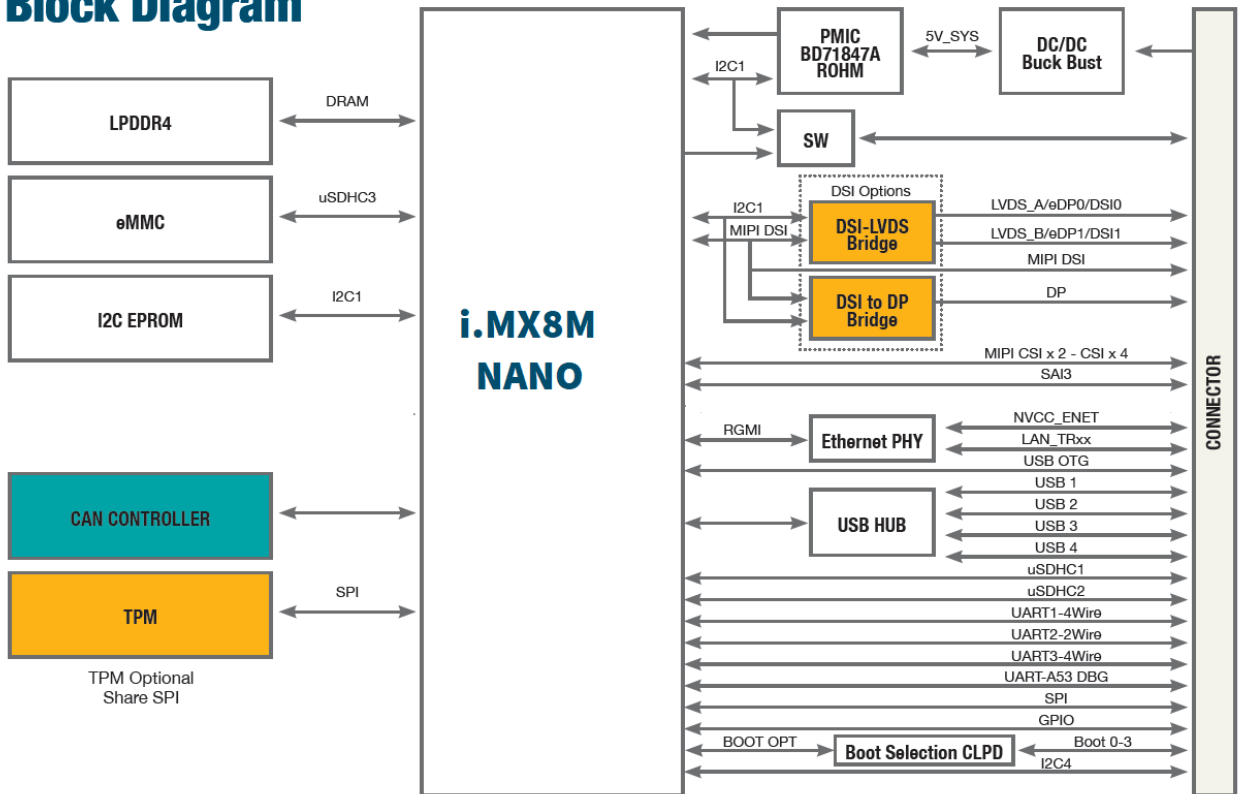 Block Diagram
LPDDR4
DRAM
eMMC
uSDHC3
I2C EPROM
I2C1
CAN CONTROLLER
TPM
SPI
TPM Optional
Share SPI
i.MX8M
NANO
PMIC
BD71847A
ROHM
5V_SYS
DC/DC
Buck Bust
I2C1
SW
DSI Options
I2C1
MIPI DSI
DSI-LVDS
Bridge
LVDS_A/eDP0/DSI0
LVDS_B/eDP1/DSI1
MIPI DSI
DSI to DP
Bridge
DP
MIPI CSI x 2 - CSI x 4
SAI3
RGMI
Ethernet PHY
NVCC_ENET
LAN_TRxx
USB OTG
USB HUB
USB 1
USB 2
USB 3
USB 4
uSDHC1
uSDHC2
UART1-4Wire
UART2-2Wire
UART3-4Wire
UART-A53 DBG
SPI
GPIO
BOOT OPT
Boot Selection CLPD
Boot 0-3
I2C4
CONNECTOR